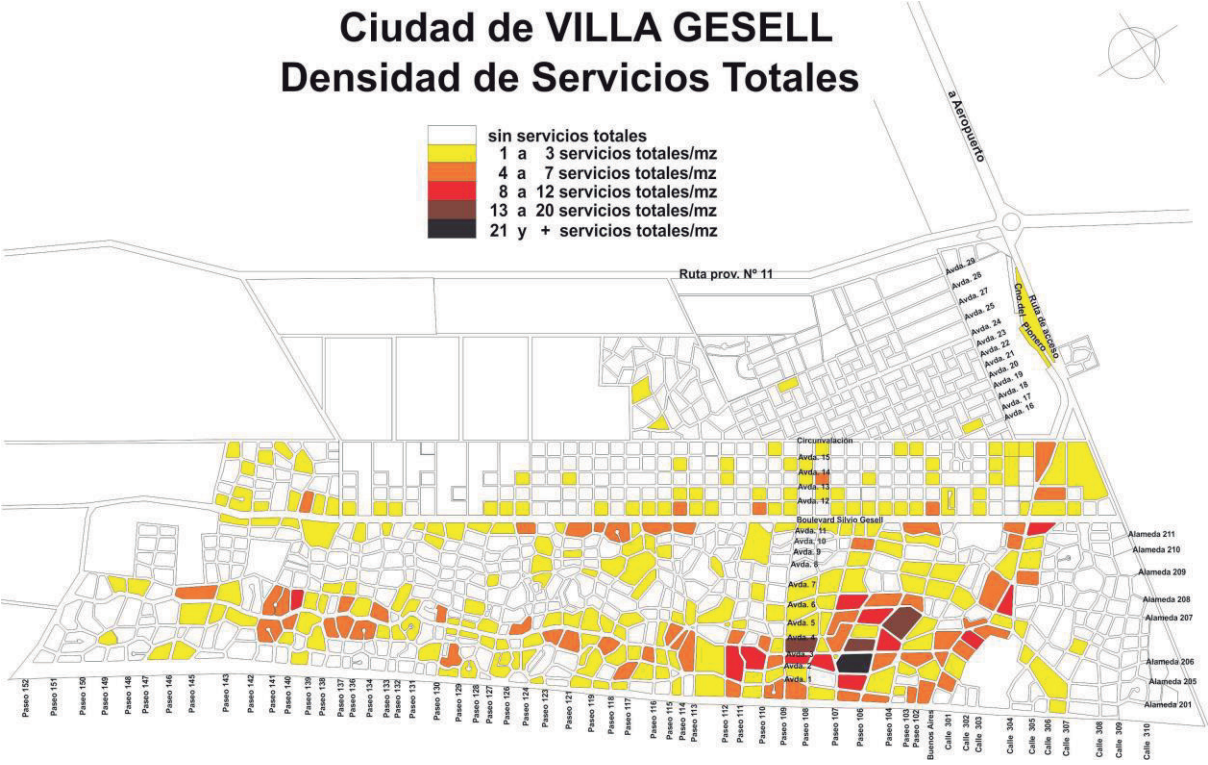 Ciudad de VILLA GESELL
Densidad de Servicios Totales
sin servicios totales
1 a 3 servicios totales/mz
4 a 7 servicios totales/mz
8 a 12 servicios totales/mz
13 a 20 servicios totales/mz
21 y + servicios totales/mz
a Aeropuerto
Ruta prov. Nº 11
Avda. 29
Avda. 28
Avda. 27
Avda. 25
Avda. 24
Avda. 23
Avda. 22
Avda. 21
Avda. 20
Avda. 19
Avda. 18
Avda. 17
Avda. 16
Ruta de acceso
Cno.del Pionero
Circunvalación
Avda. 15
Avda. 14
Avda. 13
Avda. 12
Boulevard Silvio Gesell
Avda. 11
Avda. 10
Avda. 9
Avda. 8
Avda. 7
Avda. 6
Avda. 5
Avda. 4
Avda. 3
Avda. 2
Avda. 1
Alameda 211
Alameda 210
Alameda 209
Alameda 208
Alameda 207
Alameda 206
Alameda 205
Alameda 201
Paseo 152
Paseo 151
Paseo 150
Paseo 149
Paseo 148
Paseo 147
Paseo 146
Paseo 145
Paseo 143
Paseo 142
Paseo 141
Paseo 140
Paseo 139
Paseo 138
Paseo 137
Paseo 136
Paseo 134
Paseo 133
Paseo 132
Paseo 131
Paseo 130
Paseo 129
Paseo 128
Paseo 127
Paseo 126
Paseo 124
Paseo 123
Paseo 121
Paseo 119
Paseo 118
Paseo 117
Paseo 116
Paseo 115
Paseo 114
Paseo 113
Paseo 112
Paseo 111
Paseo 110
Paseo 109
Paseo 108
Paseo 107
Paseo 106
Paseo 104
Paseo 103
Paseo 102
Buenos Aires
Calle 301
Calle 302
Calle 303
Calle 304
Calle 305
Calle 306
Calle 307
Calle 308
Calle 309
Calle 310